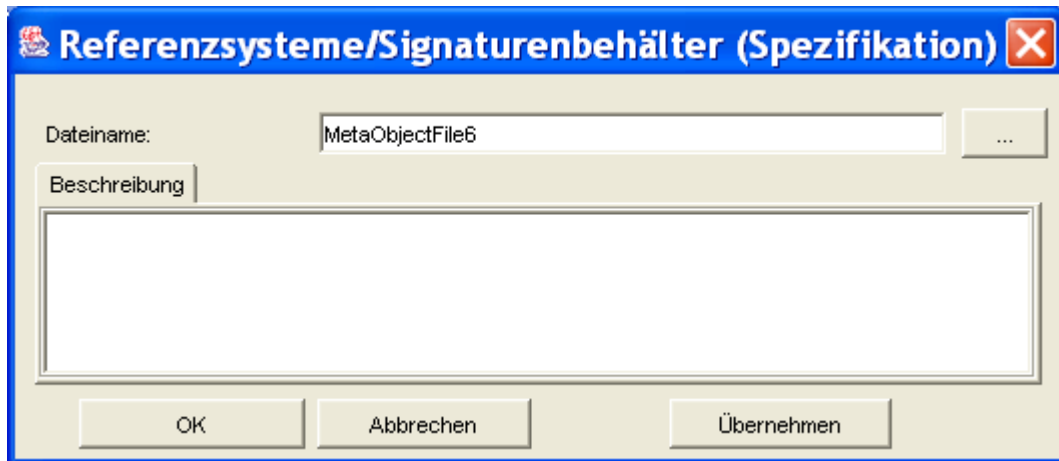 Referenzsysteme/Signaturenbehälter (Spezifikation)
Dateiname: MetaObjectFile6 ...
Beschreibung
OK Abbrechen Übernehmen